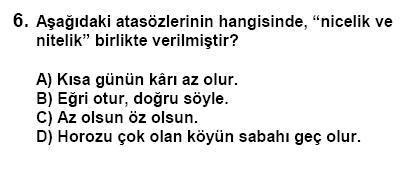 6. Aşağıdaki atasözlerinin hangisinde, “nicelik ve
nitelik” birlikte verilmiştir?
A) Kısa günün kârı az olur.
B) Eğri otur, doğru söyle.
C) Az olsun öz olsun.
D) Horozu çok olan köyün sabahı geç olur.